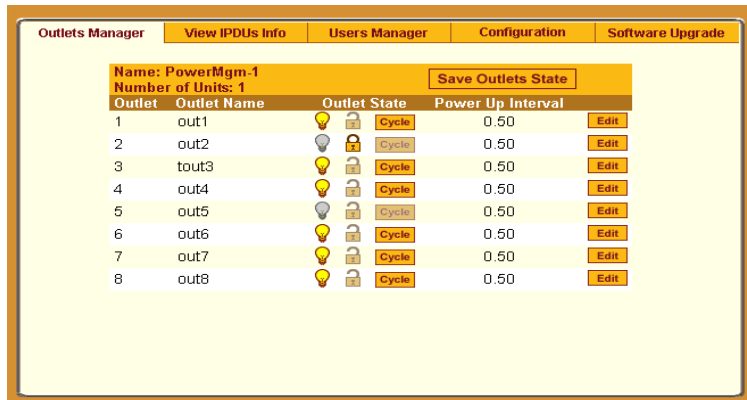 Outlets Manager View IPDUs Info Users Manager Configuration Software Upgrade
Name: PowerMgm-1
Number of Units: 1
Save Outlets State
Outlet Outlet Name Outlet State Power Up Interval
1 out1 Cycle 0.50 Edit
2 out2 Cycle 0.50 Edit
3 tout3 Cycle 0.50 Edit
4 out4 Cycle 0.50 Edit
5 out5 Cycle 0.50 Edit
6 out6 Cycle 0.50 Edit
7 out7 Cycle 0.50 Edit
8 out8 Cycle 0.50 Edit